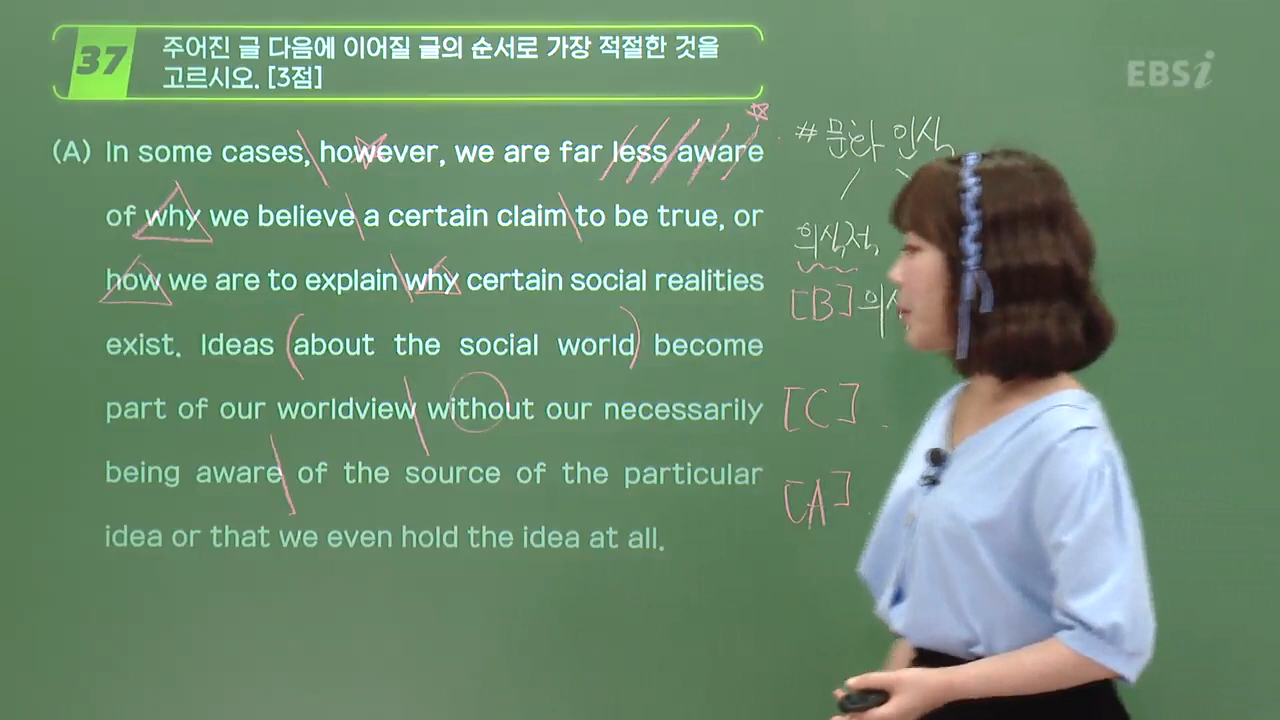 37
주어진 글 다음에 이어질 글의 순서로 가장 적절한 것을
고르시오. [3점]
EBSi
(A) In some cases, however, we are far less aware
of why we believe a certain claim to be true, or
how we are to explain why certain social realities
exist. Ideas (about the social world) become
part of our worldview without our necessarily
being aware of the source of the particular
idea or that we even hold the idea at all.
# 문화 인식
의식적
[B] 의식
[C]
[A]